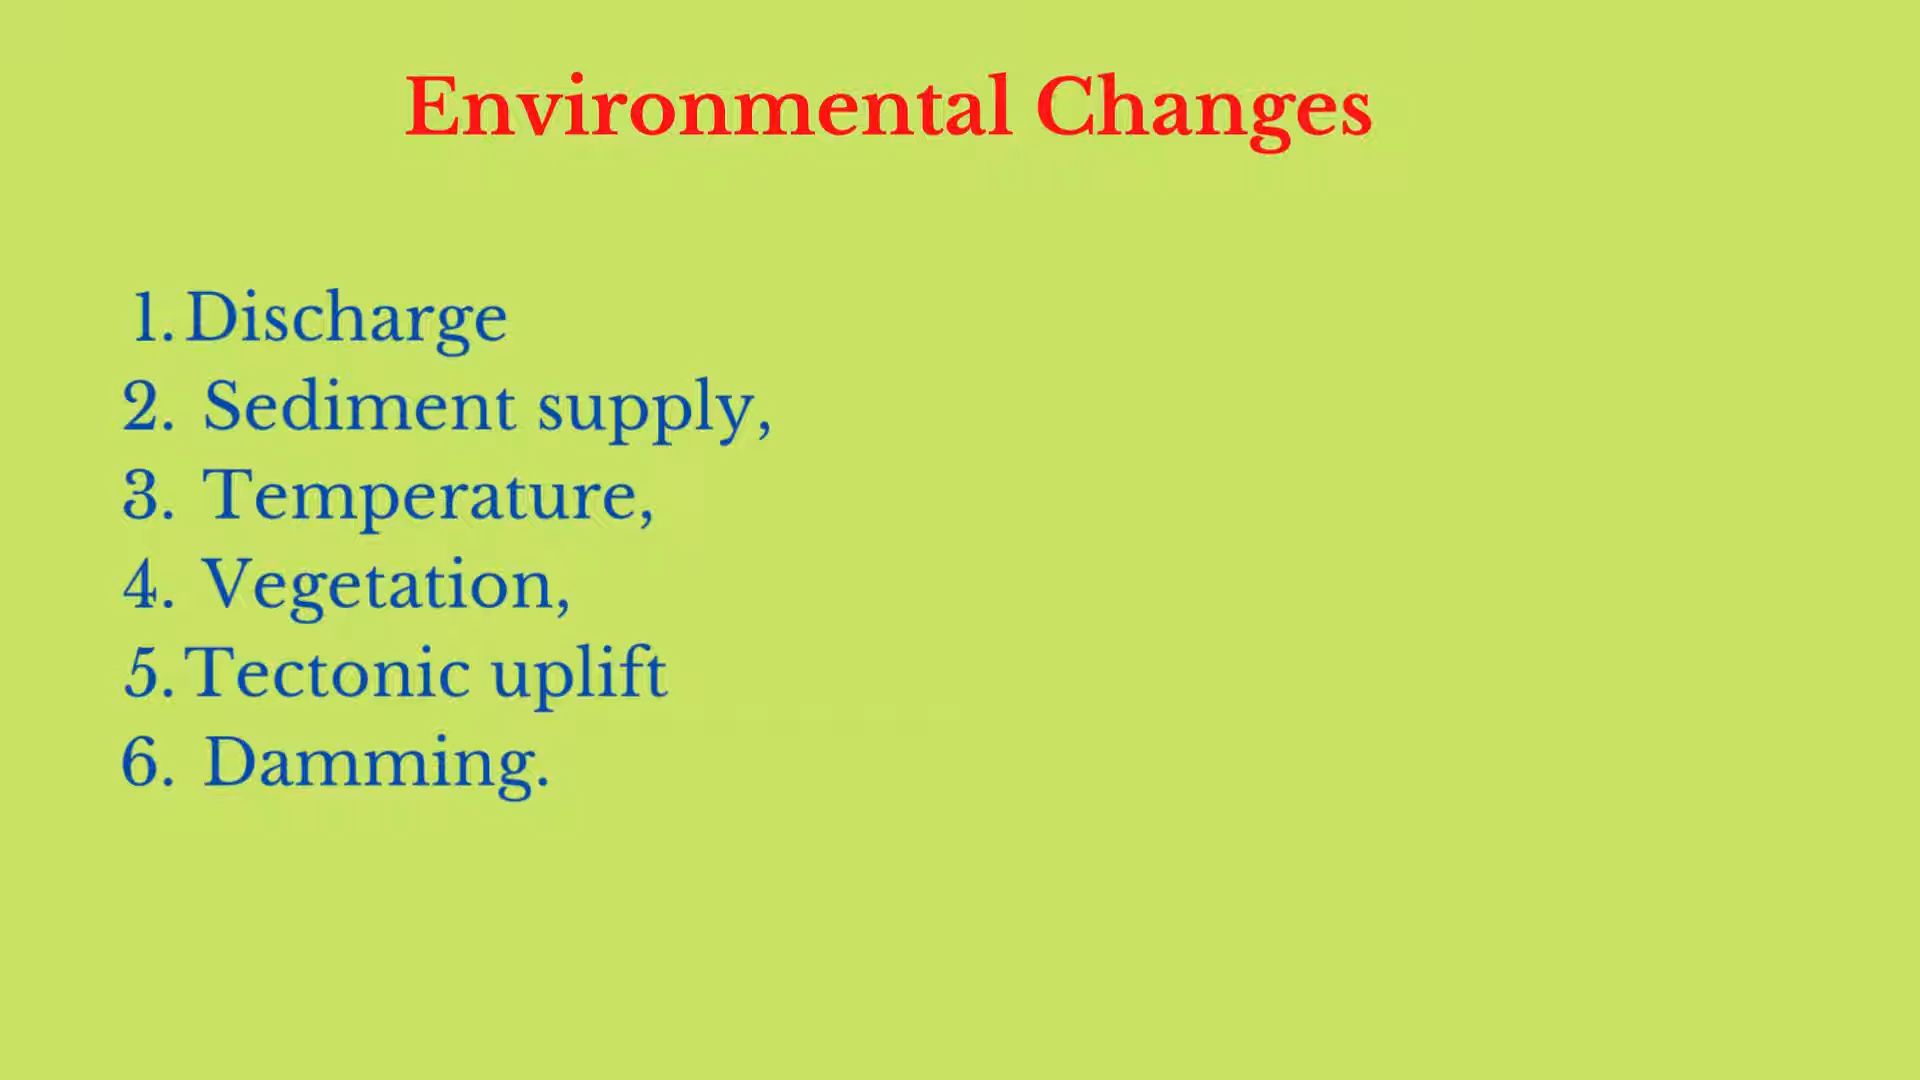 Environmental Changes
1. Discharge
2. Sediment supply,
3. Temperature,
4. Vegetation,
5. Tectonic uplift
6. Damming.